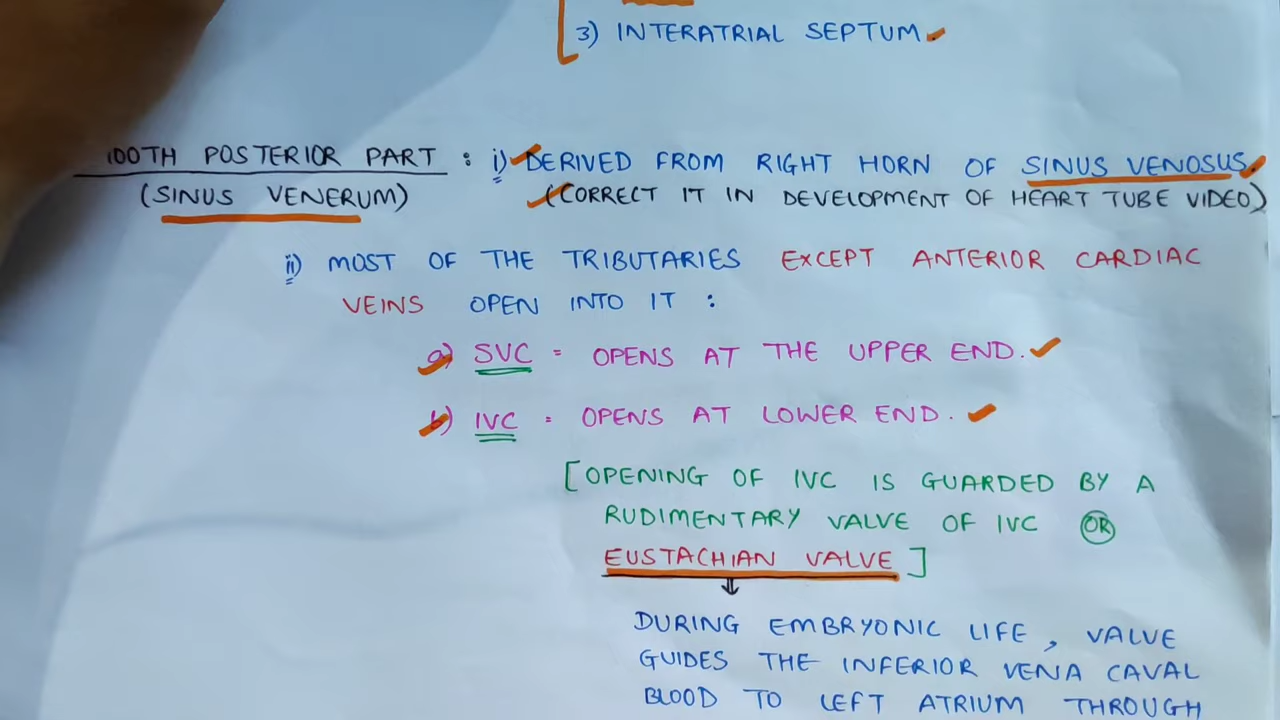 3) INTERATRIAL SEPTUM
OOTH POSTERIOR PART : i) DERIVED FROM RIGHT HORN OF SINUS VENOSUS.
(SINUS VENERUM) (CORRECT IT IN DEVELOPMENT OF HEART TUBE VIDEO)
ii) MOST OF THE TRIBUTARIES EXCEPT ANTERIOR CARDIAC
VEINS OPEN INTO IT :
a) SVC = OPENS AT THE UPPER END.
b) IVC = OPENS AT LOWER END.
[OPENING OF IVC IS GUARDED BY A
RUDIMENTARY VALVE OF IVC OR
EUSTACHIAN VALVE]
DURING EMBRYONIC LIFE, VALVE
GUIDES THE INFERIOR VENA CAVAL
BLOOD TO LEFT ATRIUM THROUGH